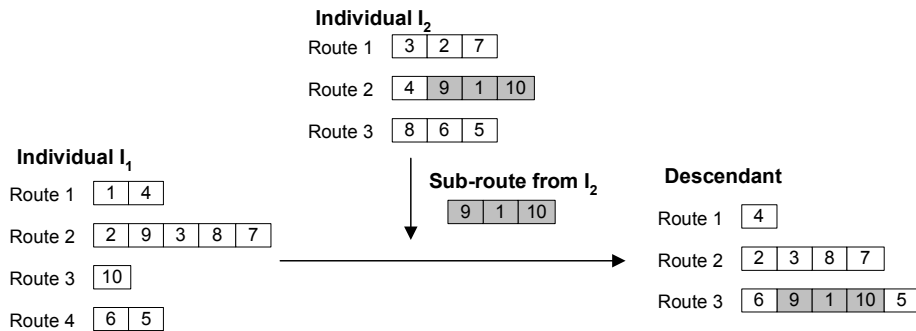 Individual I2
Route 1 3 2 7
Route 2 4 9 1 10
Route 3 8 6 5
Individual I1
Route 1 1 4
Route 2 2 9 3 8 7
Route 3 10
Route 4 6 5
Sub-route from I2
9 1 10
Descendant
Route 1 4
Route 2 2 3 8 7
Route 3 6 9 1 10 5